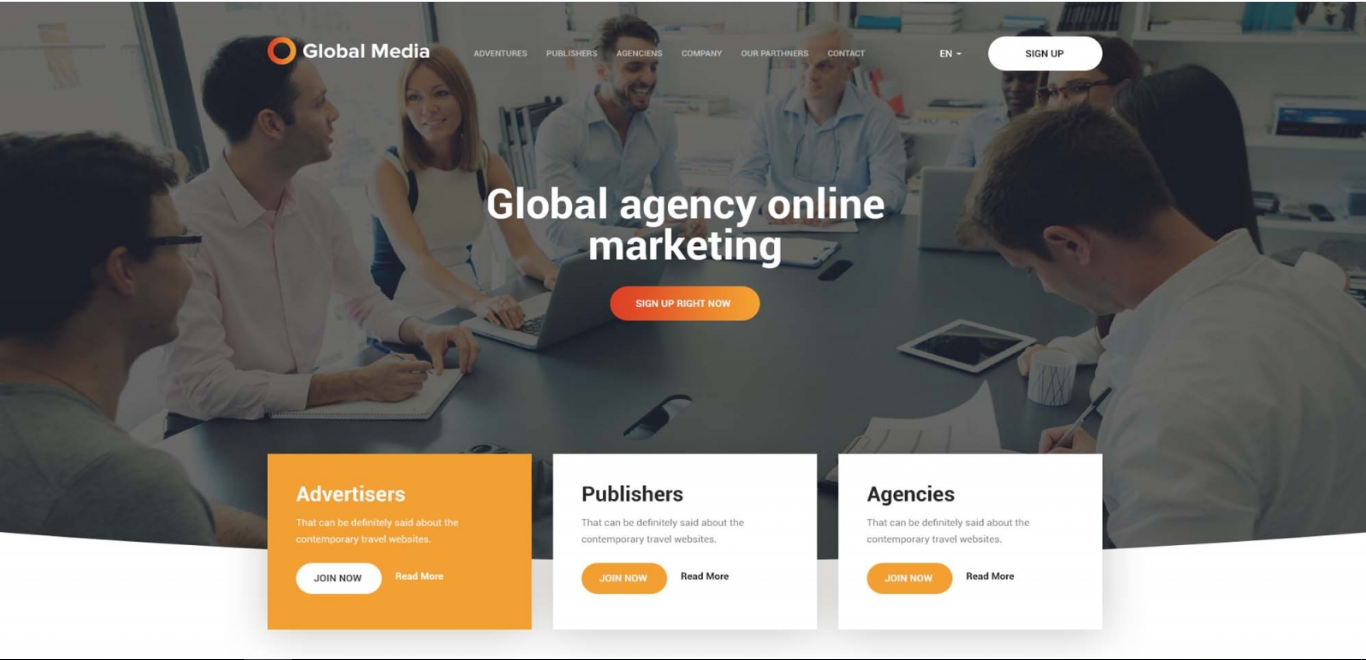 Global Media
ADVENTURES
PUBLISHERS
AGENCIENS
COMPANY
OUR PARTHNERS
CONTACT
EN
SIGN UP
Global agency online
marketing
SIGN UP RIGHT NOW
Advertisers
That can be definitely said about the
contemporary travel websites.
JOIN NOW
Read More
Publishers
That can be definitely said about the
contemporary travel websites.
JOIN NOW
Read More
Agencies
That can be definitely said about the
contemporary travel websites.
JOIN NOW
Read More